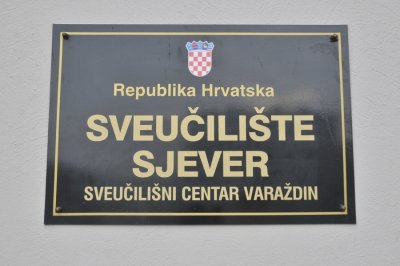 Republika Hrvatska
SVEUČILIŠTE
SJEVER
SVEUČILIŠNI CENTAR VARAŽDIN